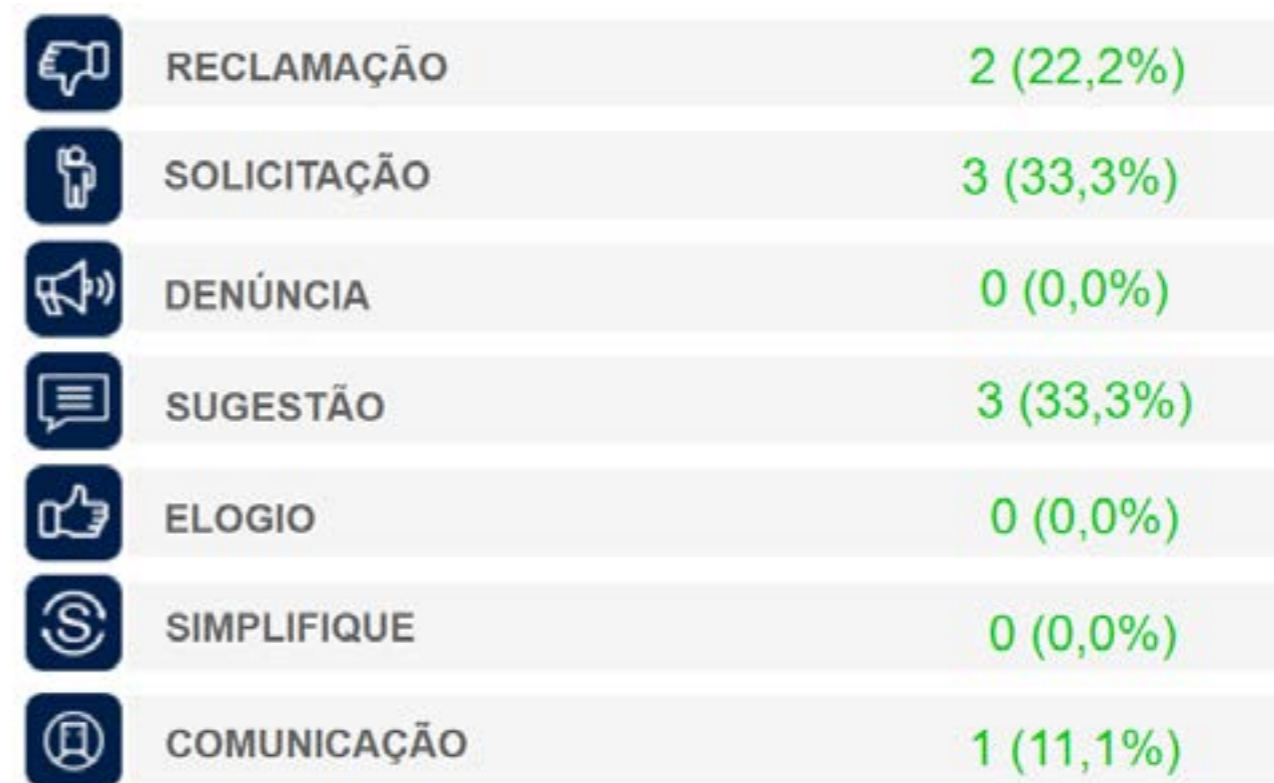 RECLAMAÇÃO 2 (22,2%)
SOLICITAÇÃO 3 (33,3%)
DENÚNCIA 0 (0,0%)
SUGESTÃO 3 (33,3%)
ELOGIO 0 (0,0%)
SIMPLIFIQUE 0 (0,0%)
COMUNICAÇÃO 1 (11,1%)